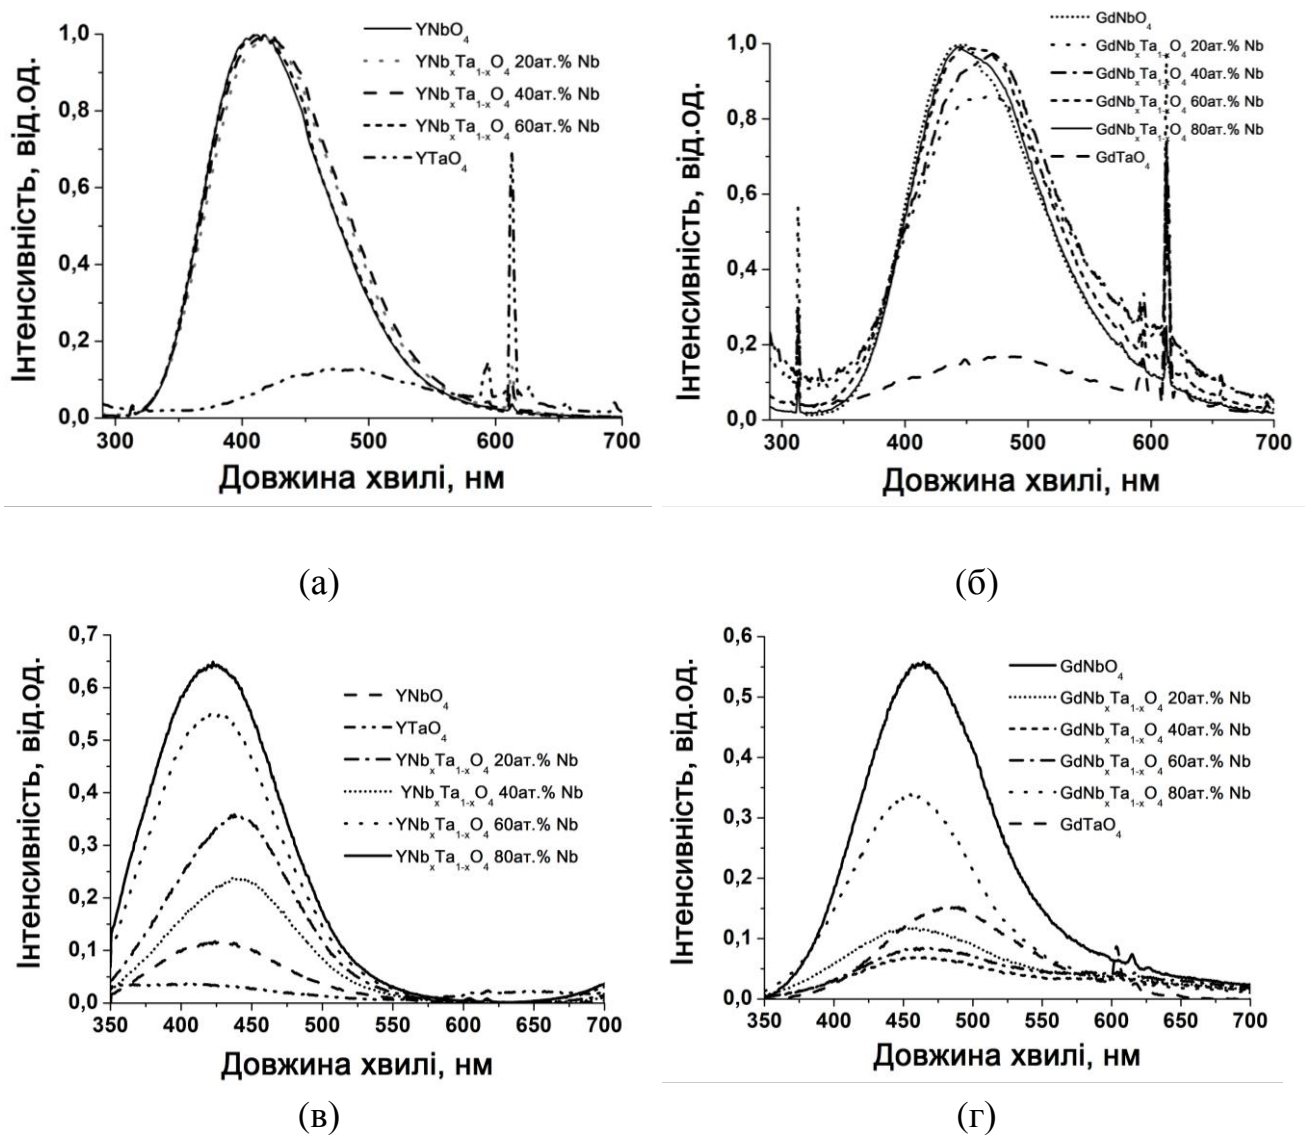 Інтенсивність, від.од.
1,0
0,8
0,6
0,4
0,2
0,0
300 400 500 600 700
Довжина хвилі, нм
YNbO4
YNbxTa1-xO4 20ат.% Nb
YNbxTa1-xO4 40ат.% Nb
YNbxTa1-xO4 60ат.% Nb
YTaO4
(а)
Інтенсивність, від.од.
1,0
0,8
0,6
0,4
0,2
0,0
300 400 500 600 700
Довжина хвилі, нм
GdNbO4
GdNbxTa1-xO4 20ат.% Nb
GdNbxTa1-xO4 40ат.% Nb
GdNbxTa1-xO4 60ат.% Nb
GdNbxTa1-xO4 80ат.% Nb
GdTaO4
(б)
Інтенсивність, від.од.
0,7
0,6
0,5
0,4
0,3
0,2
0,1
0,0
350 400 450 500 550 600 650 700
Довжина хвилі, нм
YNbO4
YTaO4
YNbxTa1-xO4 20ат.% Nb
YNbxTa1-xO4 40ат.% Nb
YNbxTa1-xO4 60ат.% Nb
YNbxTa1-xO4 80ат.% Nb
(в)
Інтенсивність, від.од.
0,6
0,5
0,4
0,3
0,2
0,1
0,0
350 400 450 500 550 600 650 700
Довжина хвилі, нм
GdNbO4
GdNbxTa1-xO4 20ат.% Nb
GdNbxTa1-xO4 40ат.% Nb
GdNbxTa1-xO4 60ат.% Nb
GdNbxTa1-xO4 80ат.% Nb
GdTaO4
(г)